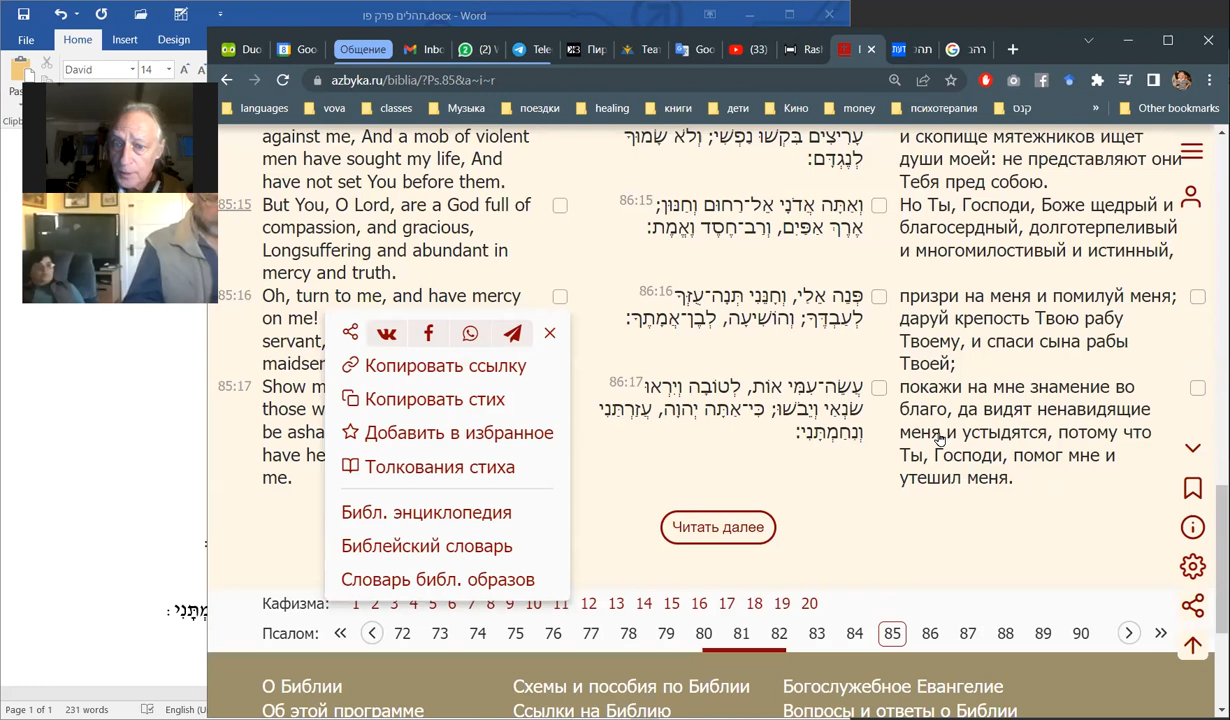 תהלים פרק פו.docx - Word
File
Home
Insert
Design
David
14
Duo
Goo
Общение
Inbo
(2) W
Tele
Пир
Теат
Goo
(33)
Rash
תהל
רהב
azbyka.ru/biblia/?Ps.85&a~i~r
languages
vova
classes
Музыка
поездки
healing
книги
дети
Кино
money
психотерапия
קנס
»
Other bookmarks
against me, And a mob of violent
men have sought my life, And
have not set You before them.
85:15 But You, O Lord, are a God full of
compassion, and gracious,
Longsuffering and abundant in
mercy and truth.
85:16 Oh, turn to me, and have mercy
on me!
servant,
maidser
85:17 Show m
those w
be asha
have he
me.
עָרִיצִים בִּקְשׁוּ נַפְשִׁי; וְלֹא שָׂמוּךָ
לְנֶגְדָּם:
86:15 וְאַתָּה אֲדֹנָי אֵל־רַחוּם וְחַנּוּן;
אֶרֶךְ אַפַּיִם, וְרַב־חֶסֶד וֶאֱמֶת:
86:16 פְּנֵה אֵלַי, וְחָנֵּנִי תְּנָה־עֻזְּךָ
לְעַבְדֶּךָ; וְהוֹשִׁיעָה, לְבֶן־אֲמָתֶךָ:
86:17 עֲשֵׂה־עִמִּי אוֹת, לְטוֹבָה וְיִרְאוּ
שֹׂנְאַי וְיֵבֹשׁוּ; כִּי־אַתָּה יְהוָה, עֲזַרְתַּנִי
וְנִחַמְתָּנִי:
и скопище мятежников ищет
души моей: не представляют они
Тебя пред собою.
Но Ты, Господи, Боже щедрый и
благосердный, долготерпеливый
и многомилостивый и истинный,
призри на меня и помилуй меня;
даруй крепость Твою рабу
Твоему, и спаси сына рабы
Твоей;
покажи на мне знамение во
благо, да видят ненавидящие
меня и устыдятся, потому что
Ты, Господи, помог мне и
утешил меня.
Копировать ссылку
Копировать стих
Добавить в избранное
Толкования стиха
Библ. энциклопедия
Библейский словарь
Словарь библ. образов
Читать далее
Кафизма: 1 2 3 4 5 6 7 8 9 10 11 12 13 14 15 16 17 18 19 20
Псалом: 72 73 74 75 76 77 78 79 80 81 82 83 84 85 86 87 88 89 90
О Библии
Схемы и пособия по Библии
Богослужебное Евангелие
Об этой программе
Ссылки на Библию
Вопросы и ответы о Библии
Page 1 of 1
231 words
English (U